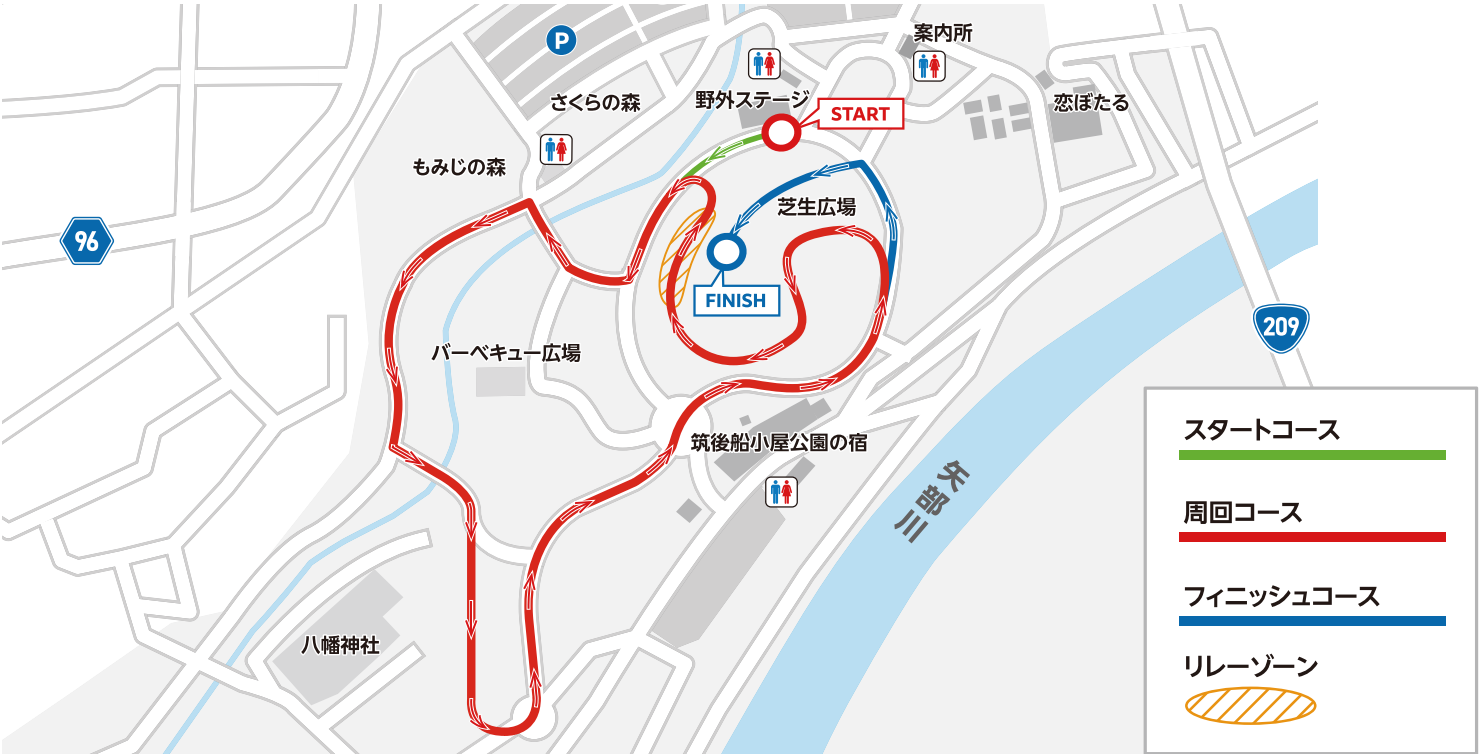 P
案内所
さくらの森
野外ステージ
START
恋ぼたる
もみじの森
芝生広場
96
FINISH
209
バーベキュー広場
筑後船小屋公園の宿
矢部川
八幡神社
スタートコース
周回コース
フィニッシュコース
リレーゾーン